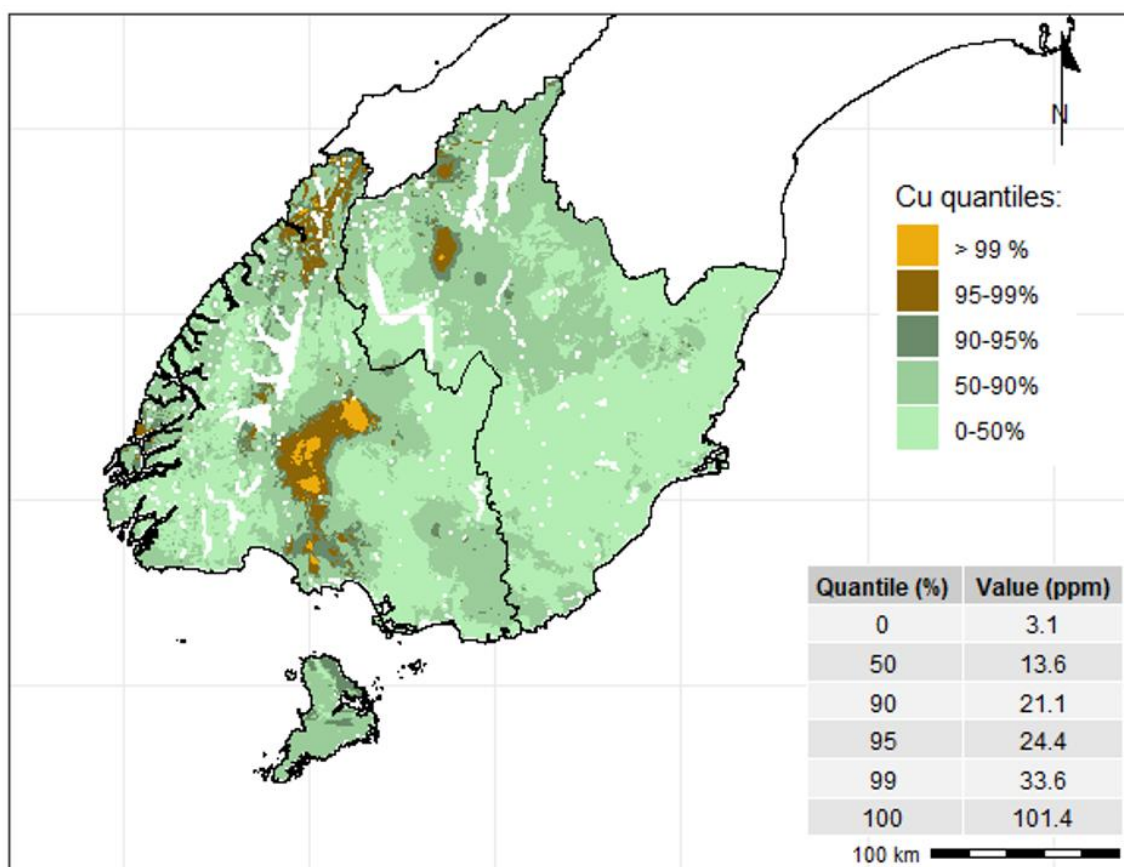 N
Cu quantiles:
> 99 %
95-99%
90-95%
50-90%
0-50%
Quantile (%) Value (ppm)
0 3.1
50 13.6
90 21.1
95 24.4
99 33.6
100 101.4
100 km